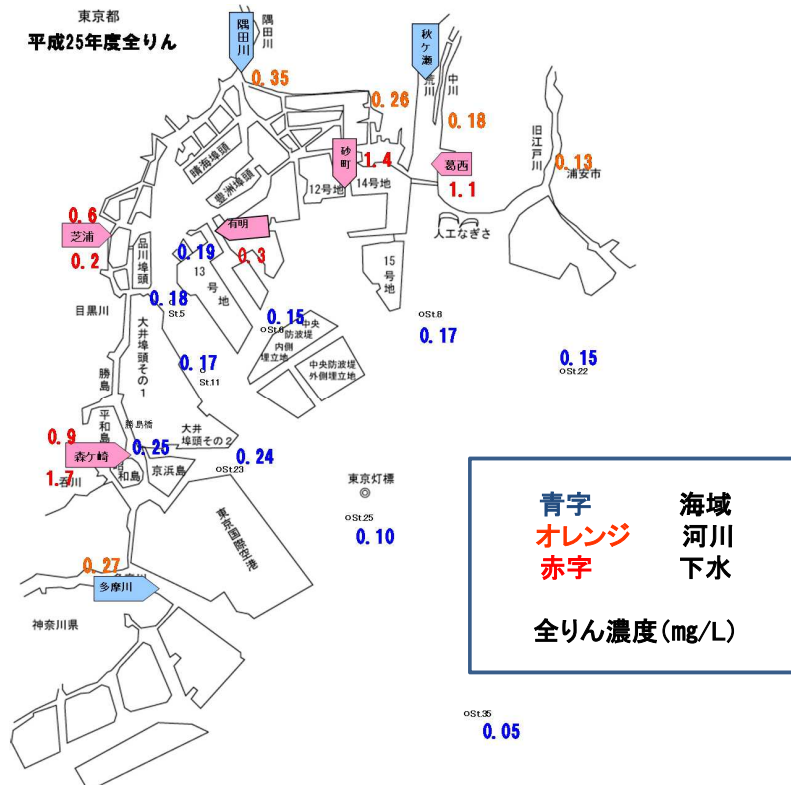 東京都
平成25年度全りん
隅田川
隅田川
0.35
秋ケ瀬
荒川
中川
0.26
0.18
旧江戸川
0.13
浦安市
晴海埠頭
豊洲埠頭
砂町
1.4
12号地
14号地
葛西
1.1
人工なぎさ
0.6
芝浦
0.2
品川埠頭
有明
0.19
0.3
13号地
15号地
目黒川
0.18
St.5
0.15
St.6
中央防波堤内側埋立地
中央防波堤外側埋立地
St.8
0.17
0.15
St.22
大井埠頭その1
0.17
St.11
勝島
平和島
勝島橋
大井埠頭その2
0.9
森ケ崎
1.7
呑川
0.25
昭和島
京浜島
0.24
St.23
東京灯標
St.25
0.10
東京国際空港
0.27
多摩川
多摩川
神奈川県
St.35
0.05
青字 海域
オレンジ 河川
赤字 下水
全りん濃度(mg/L)